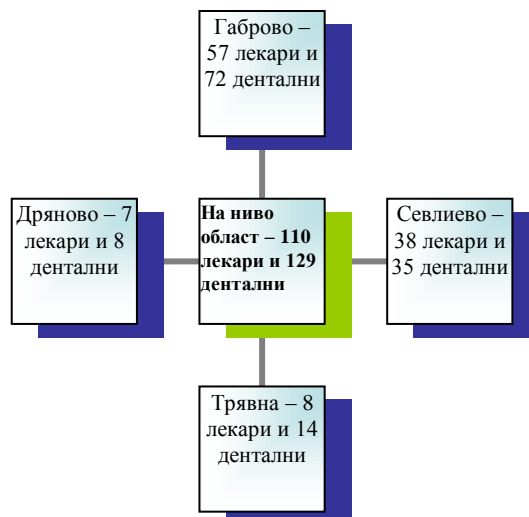 Габрово –
57 лекари и
72 дентални
Дряново – 7
лекари и 8
дентални
На ниво
област – 110
лекари и 129
дентални
Севлиево –
38 лекари и
35 дентални
Трявна – 8
лекари и 14
дентални